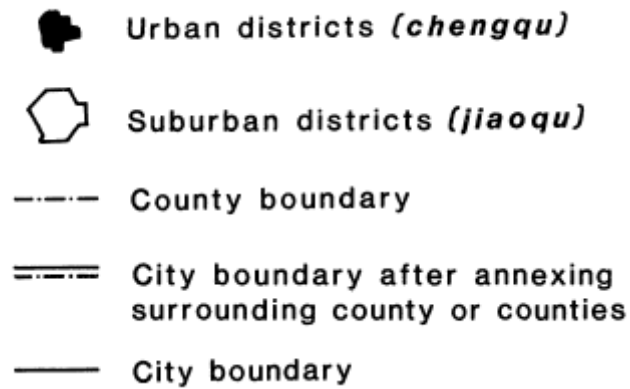 Urban districts (chengqu)
Suburban districts (jiaoqu)
County boundary
City boundary after annexing
surrounding county or counties
City boundary